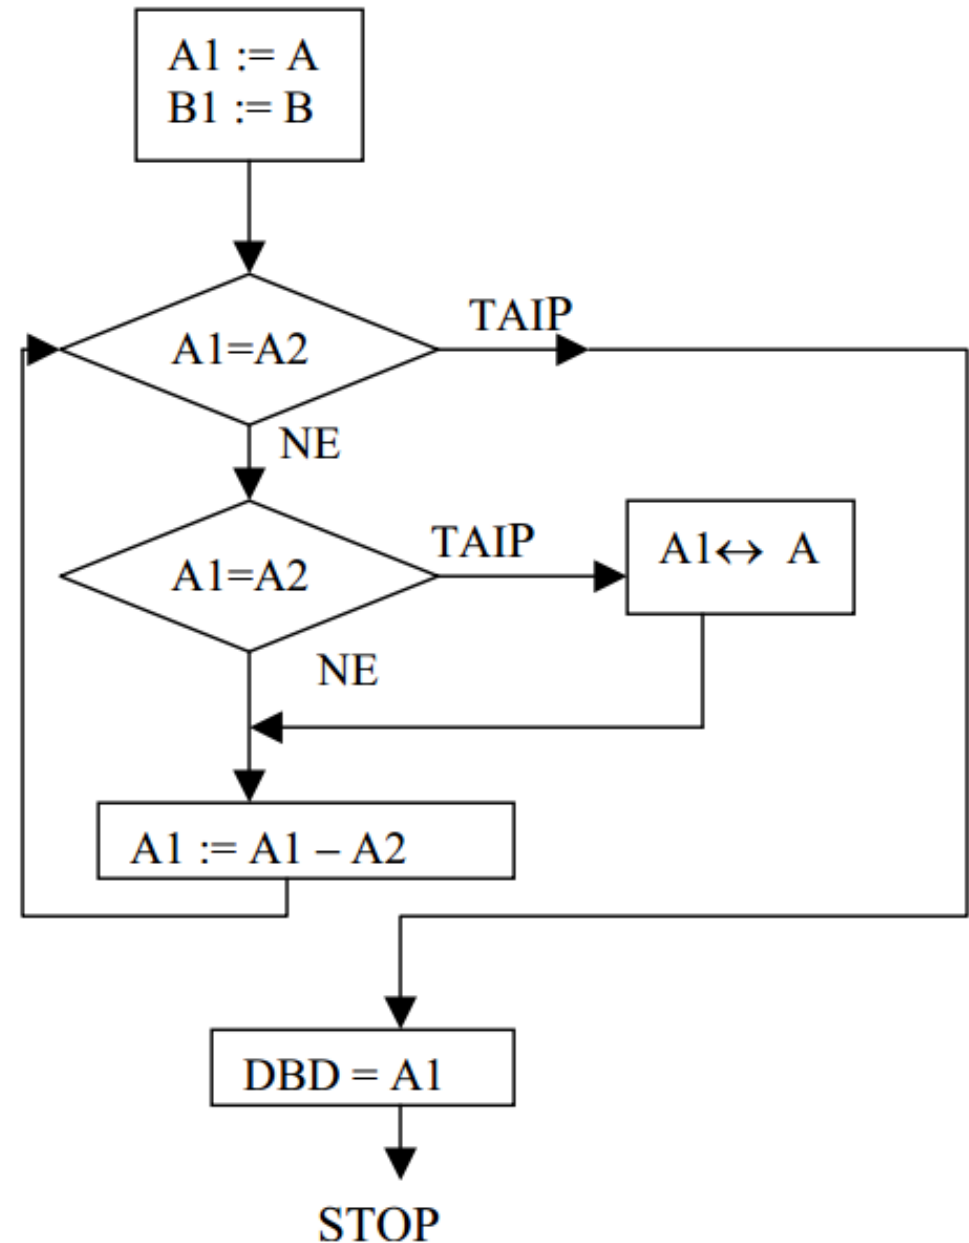 A1 := A
B1 := B
A1=A2
TAIP
NE
A1=A2
TAIP
A1↔ A
NE
A1 := A1 – A2
DBD = A1
STOP